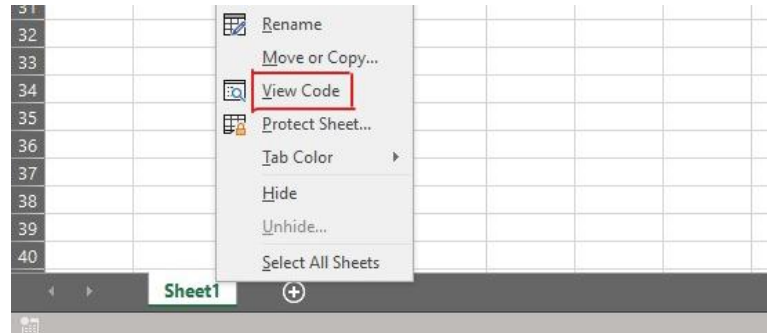 31
32
33
34
35
36
37
38
39
40
Rename
Move or Copy...
View Code
Protect Sheet...
Tab Color
Hide
Unhide...
Select All Sheets
Sheet1